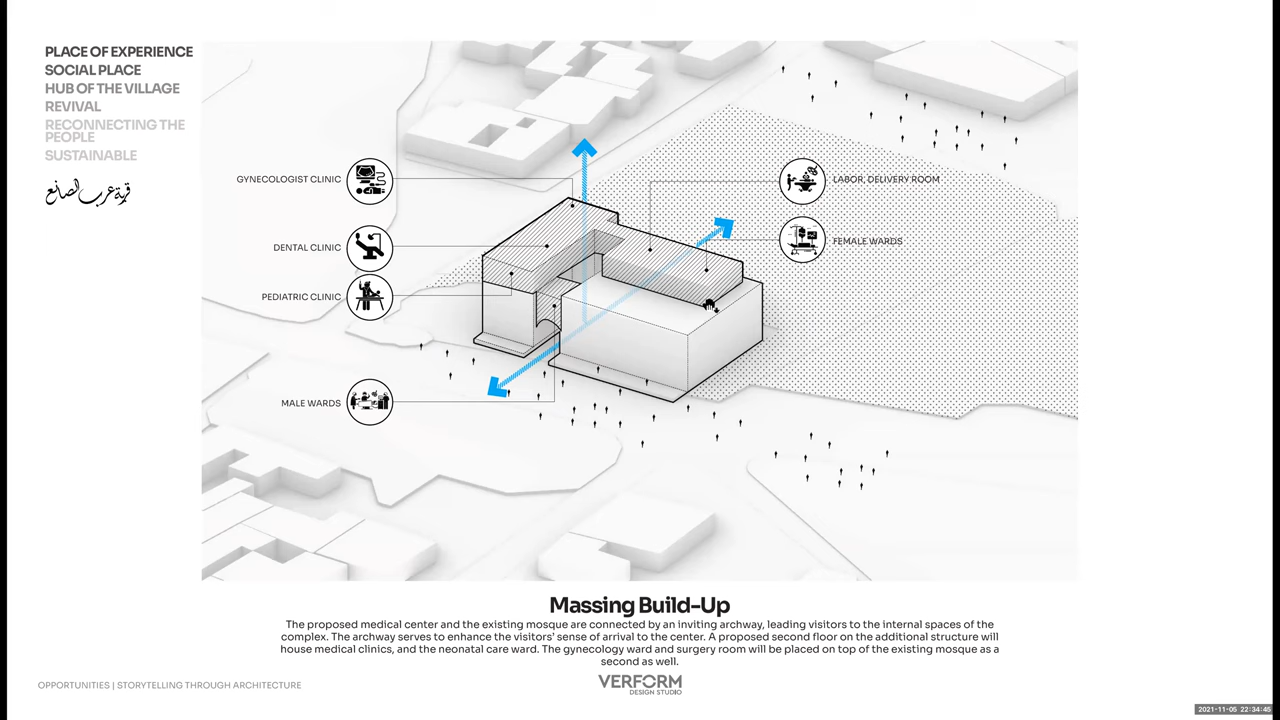 PLACE OF EXPERIENCE
SOCIAL PLACE
HUB OF THE VILLAGE
REVIVAL
RECONNECTING THE
PEOPLE
SUSTAINABLE
قرية عرب الصانع
GYNECOLOGIST CLINIC
DENTAL CLINIC
PEDIATRIC CLINIC
MALE WARDS
LABOR, DELIVERY ROOM
FEMALE WARDS
Massing Build-Up
The proposed medical center and the existing mosque are connected by an inviting archway, leading visitors to the internal spaces of the
complex. The archway serves to enhance the visitors' sense of arrival to the center. A proposed second floor on the additional structure will
house medical clinics, and the neonatal care ward. The gynecology ward and surgery room will be placed on top of the existing mosque as a
second as well.
OPPORTUNITIES | STORYTELLING THROUGH ARCHITECTURE
VERFORM
DESIGN STUDIO
2021-11-05 22:34:45